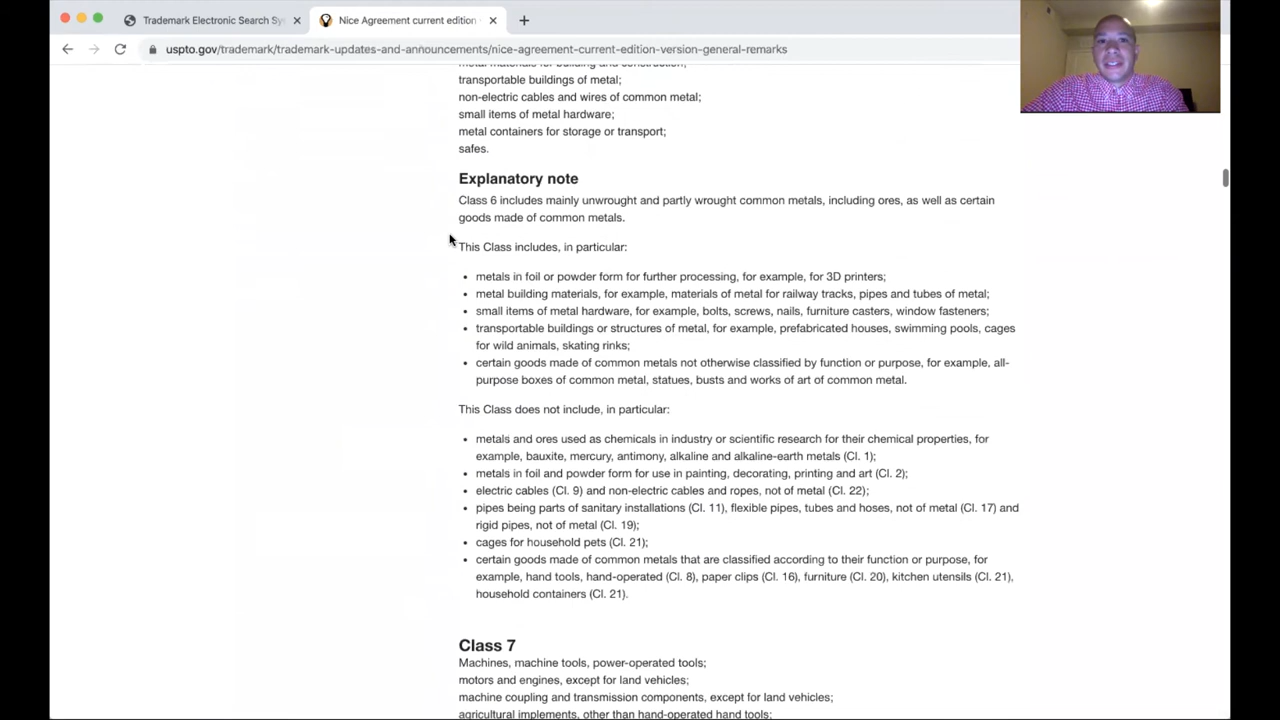 Trademark Electronic Search Sy
Nice Agreement current edition
uspto.gov/trademark/trademark-updates-and-announcements/nice-agreement-current-edition-version-general-remarks
metal materials for building and construction;
transportable buildings of metal;
non-electric cables and wires of common metal;
small items of metal hardware;
metal containers for storage or transport;
safes.
Explanatory note
Class 6 includes mainly unwrought and partly wrought common metals, including ores, as well as certain
goods made of common metals.
This Class includes, in particular:
• metals in foil or powder form for further processing, for example, for 3D printers;
• metal building materials, for example, materials of metal for railway tracks, pipes and tubes of metal;
• small items of metal hardware, for example, bolts, screws, nails, furniture casters, window fasteners;
• transportable buildings or structures of metal, for example, prefabricated houses, swimming pools, cages
for wild animals, skating rinks;
• certain goods made of common metals not otherwise classified by function or purpose, for example, all-
purpose boxes of common metal, statues, busts and works of art of common metal.
This Class does not include, in particular:
• metals and ores used as chemicals in industry or scientific research for their chemical properties, for
example, bauxite, mercury, antimony, alkaline and alkaline-earth metals (Cl. 1);
• metals in foil and powder form for use in painting, decorating, printing and art (Cl. 2);
• electric cables (Cl. 9) and non-electric cables and ropes, not of metal (Cl. 22);
• pipes being parts of sanitary installations (Cl. 11), flexible pipes, tubes and hoses, not of metal (Cl. 17) and
rigid pipes, not of metal (Cl. 19);
• cages for household pets (Cl. 21);
• certain goods made of common metals that are classified according to their function or purpose, for
example, hand tools, hand-operated (Cl. 8), paper clips (Cl. 16), furniture (Cl. 20), kitchen utensils (Cl. 21),
household containers (Cl. 21).
Class 7
Machines, machine tools, power-operated tools;
motors and engines, except for land vehicles;
machine coupling and transmission components, except for land vehicles;
agricultural implements, other than hand-operated hand tools;